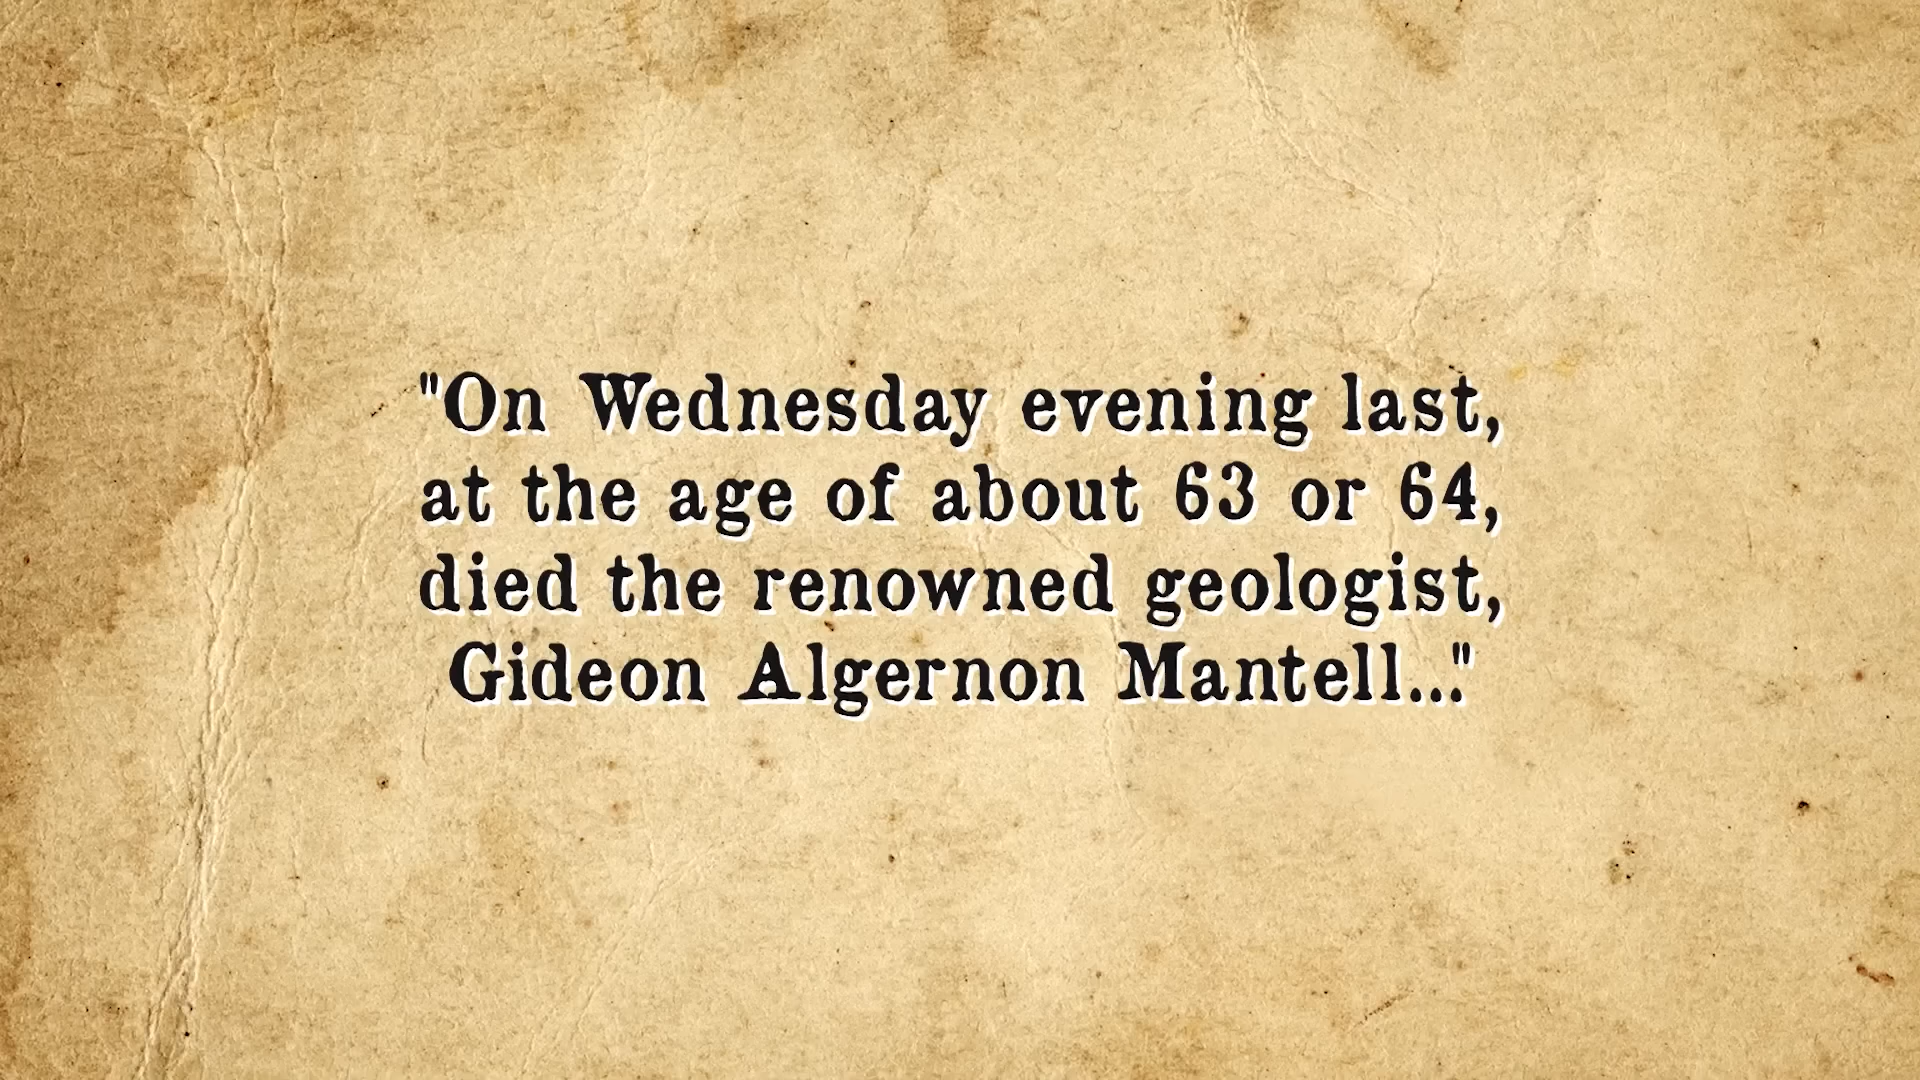 "On Wednesday evening last,
at the age of about 63 or 64,
died the renowned geologist,
Gideon Algernon Mantell..."